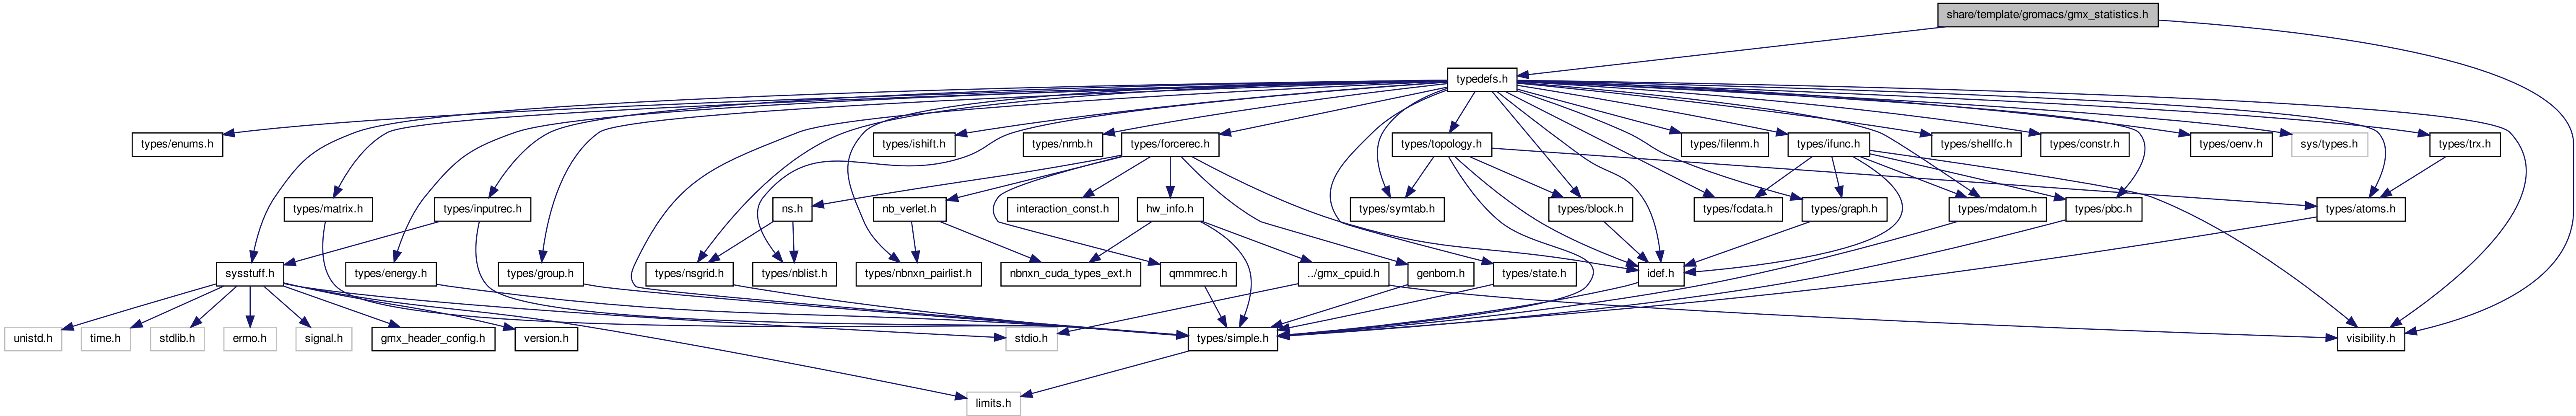 share/template/gromacs/gmx_statistics.h
typedefs.h
types/enums.h
types/ishift.h
types/nrnb.h
types/forcerec.h
types/topology.h
types/filenm.h
types/ifunc.h
types/shellfc.h
types/constr.h
types/oenv.h
sys/types.h
types/trx.h
types/matrix.h
types/inputrec.h
ns.h
nb_verlet.h
interaction_const.h
hw_info.h
types/symtab.h
types/block.h
types/fcdata.h
types/graph.h
types/mdatom.h
types/pbc.h
types/atoms.h
sysstuff.h
types/energy.h
types/group.h
types/nsgrid.h
types/nblist.h
types/nbnxn_pairlist.h
nbnxn_cuda_types_ext.h
qmmmrec.h
../gmx_cpuid.h
genborn.h
types/state.h
idef.h
unistd.h
time.h
stdlib.h
errno.h
signal.h
gmx_header_config.h
version.h
stdio.h
types/simple.h
visibility.h
limits.h